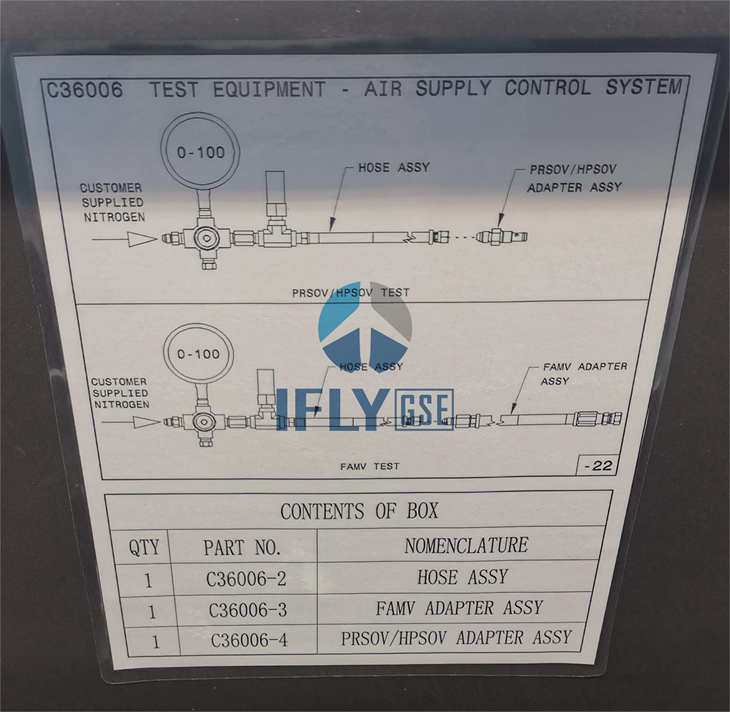 C36006 TEST EQUIPMENT - AIR SUPPLY CONTROL SYSTEM
0-100
HOSE ASSY
PRSOV/HPSOV
ADAPTER ASSY
CUSTOMER
SUPPLIED
NITROGEN
PRSOV/HPSOV TEST
0-100
HOSE ASSY
FAMV ADAPTER
ASSY
CUSTOMER
SUPPLIED
NITROGEN
IFLY GSE
FAMV TEST
-22
CONTENTS OF BOX
QTY PART NO. NOMENCLATURE
1 C36006-2 HOSE ASSY
1 C36006-3 FAMV ADAPTER ASSY
1 C36006-4 PRSOV/HPSOV ADAPTER ASSY